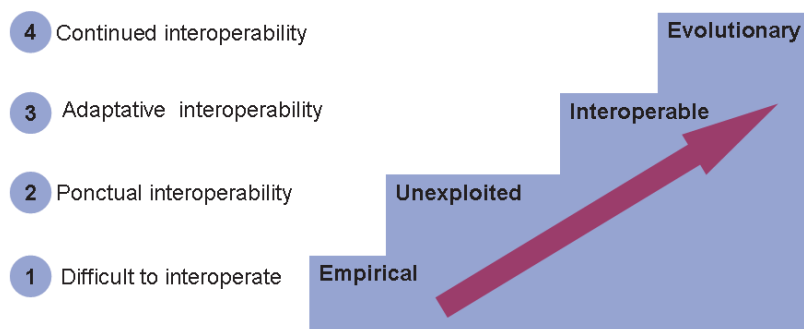 4 Continued interoperability Evolutionary
3 Adaptative interoperability Interoperable
2 Ponctual interoperability Unexploited
1 Difficult to interoperate Empirical